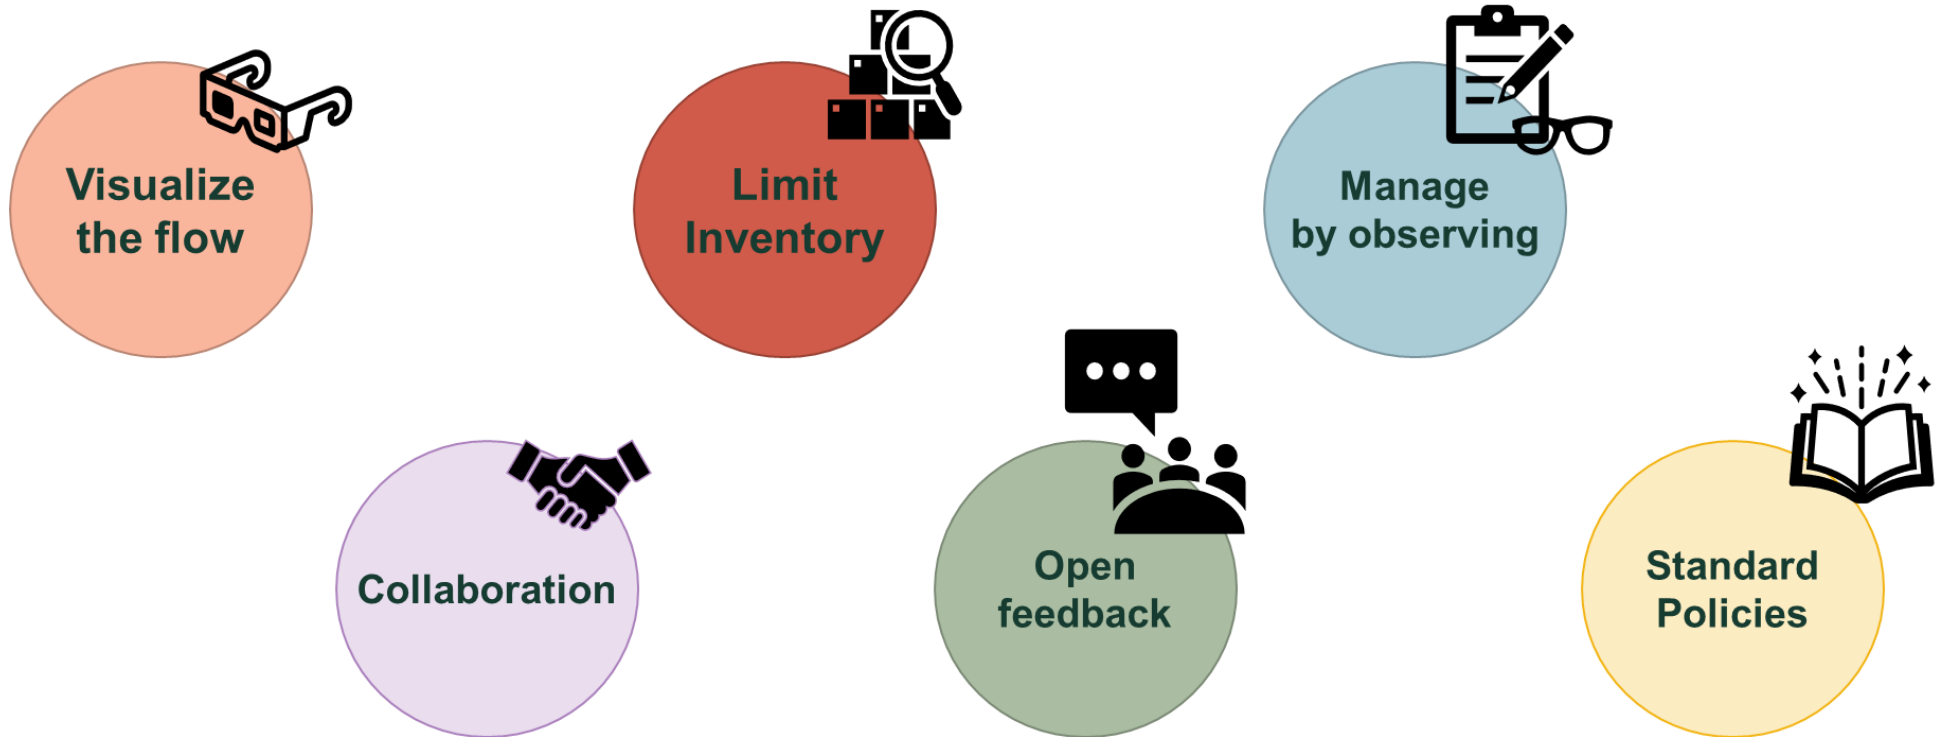 Visualize
the flow
Limit
Inventory
Manage
by observing
Collaboration
Open
feedback
Standard
Policies